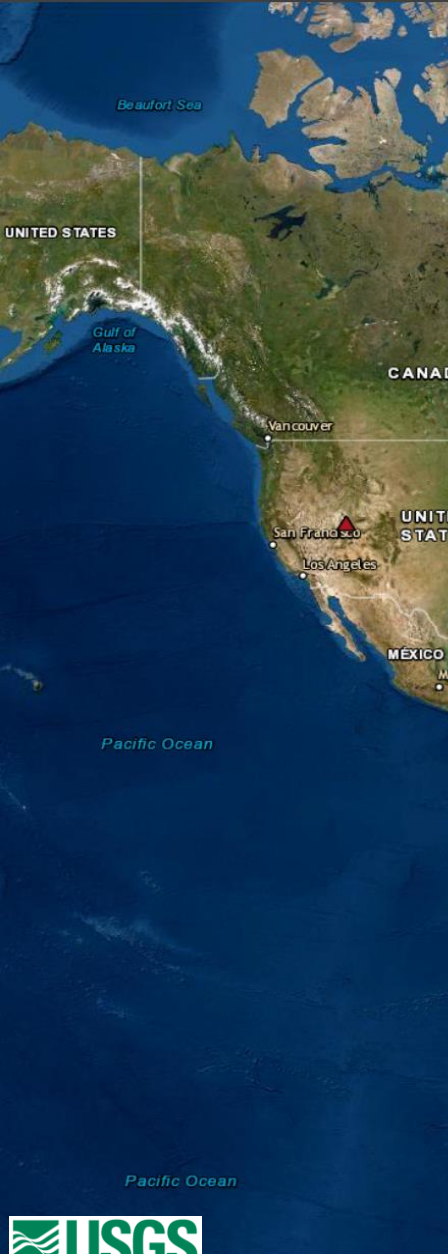 Beaufort Sea
UNITED STATES
Gulf of
Alaska
CANAD
Vancouver
UNIT
STAT
San Francisco
Los Angeles
MÉXICO
M
Pacific Ocean
Pacific Ocean
USGS